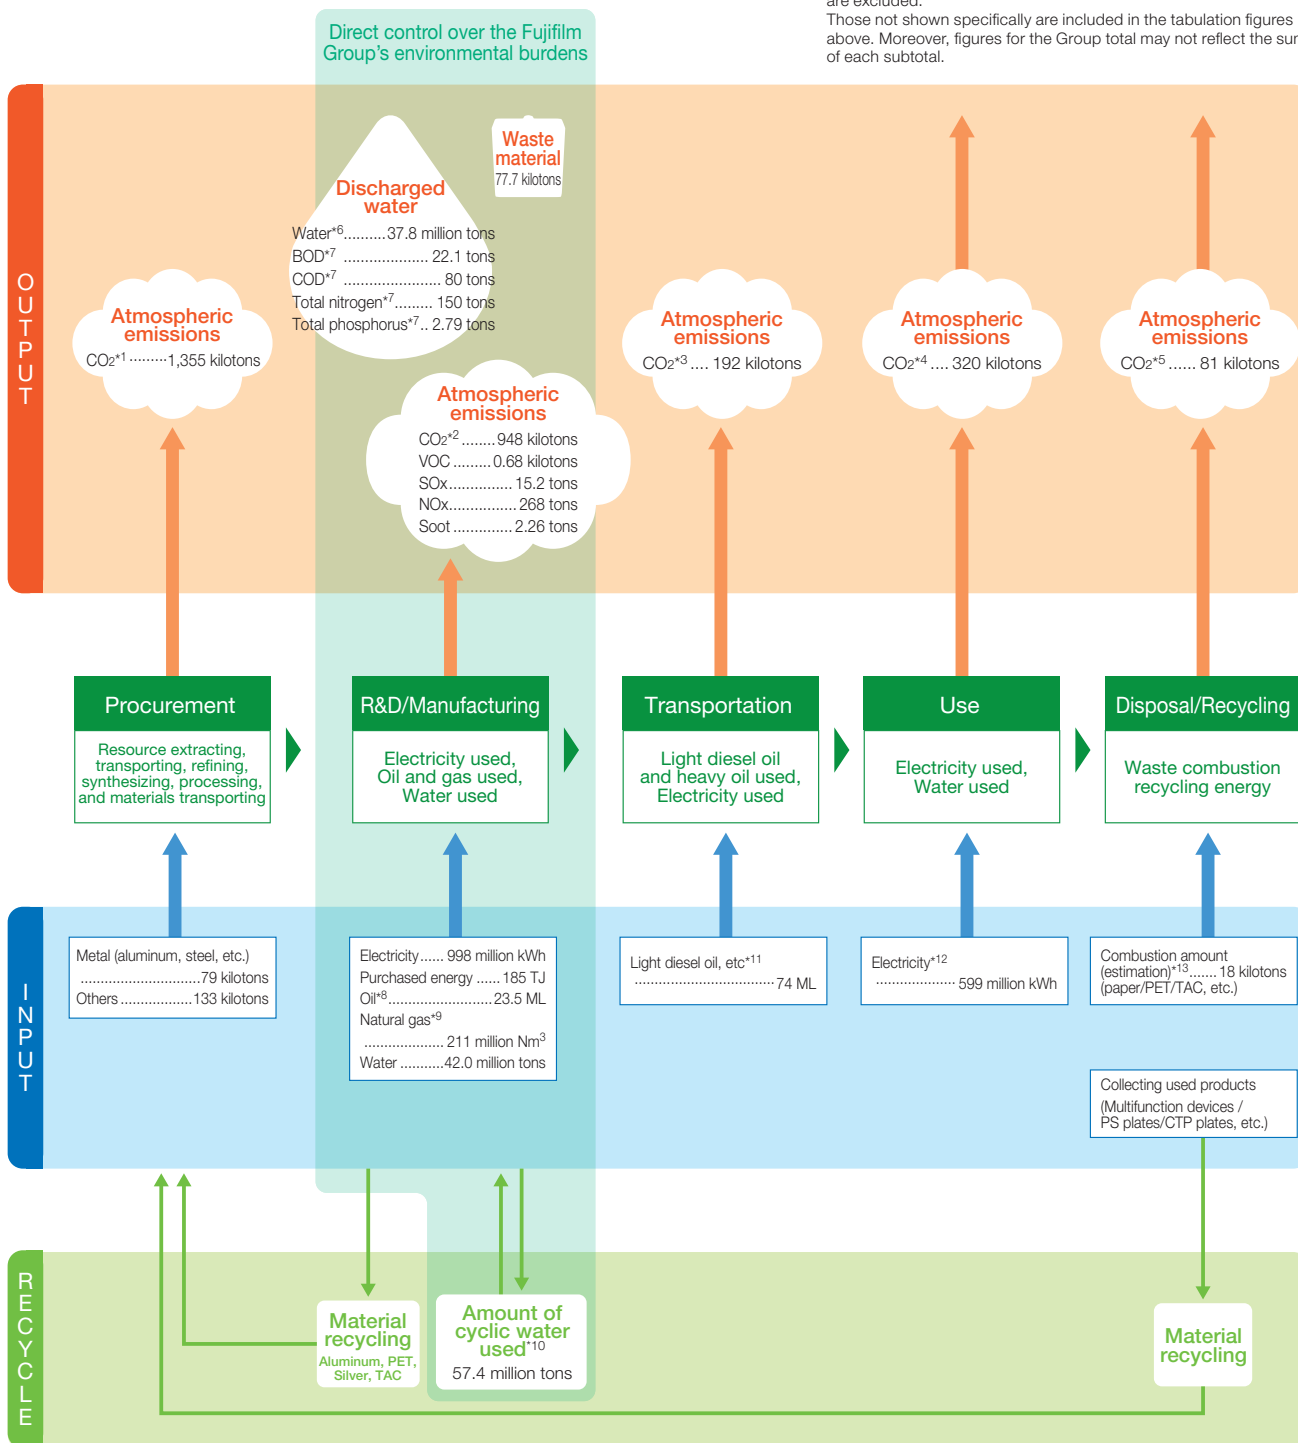 are excluded.
Those not shown specifically are included in the tabulation figures
above. Moreover, figures for the Group total may not reflect the sum
of each subtotal.
Direct control over the Fujifilm
Group's environmental burdens
OUTPUT
Waste
material
77.7 kilotons
Discharged
water
Water*6..........37.8 million tons
BOD*7 .................... 22.1 tons
COD*7 ....................... 80 tons
Total nitrogen*7......... 150 tons
Total phosphorus*7.. 2.79 tons
Atmospheric
emissions
CO2*1 ·········1,355 kilotons
Atmospheric
emissions
CO2*2 ........948 kilotons
VOC .........0.68 kilotons
SOx............... 15.2 tons
NOx................ 268 tons
Soot .............. 2.26 tons
Atmospheric
emissions
CO2*3 .... 192 kilotons
Atmospheric
emissions
CO2*4 .... 320 kilotons
Atmospheric
emissions
CO2*5 ...... 81 kilotons
Procurement
Resource extracting,
transporting, refining,
synthesizing, processing,
and materials transporting
R&D/Manufacturing
Electricity used,
Oil and gas used,
Water used
Transportation
Light diesel oil
and heavy oil used,
Electricity used
Use
Electricity used,
Water used
Disposal/Recycling
Waste combustion
recycling energy
INPUT
Metal (aluminum, steel, etc.)
.............................79 kilotons
Others .................133 kilotons
Electricity...... 998 million kWh
Purchased energy ...... 185 TJ
Oil*8.........................23.5 ML
Natural gas*9
................... 211 million Nm3
Water ...........42.0 million tons
Light diesel oil, etc*11
··································· 74 ML
Electricity*12
···················· 599 million kWh
Combustion amount
(estimation)*13....... 18 kilotons
(paper/PET/TAC, etc.)
Collecting used products
(Multifunction devices /
PS plates/CTP plates, etc.)
RECYCLE
Material
recycling
Aluminum, PET,
Silver, TAC
Amount of
cyclic water
used*10
57.4 million tons
Material
recycling